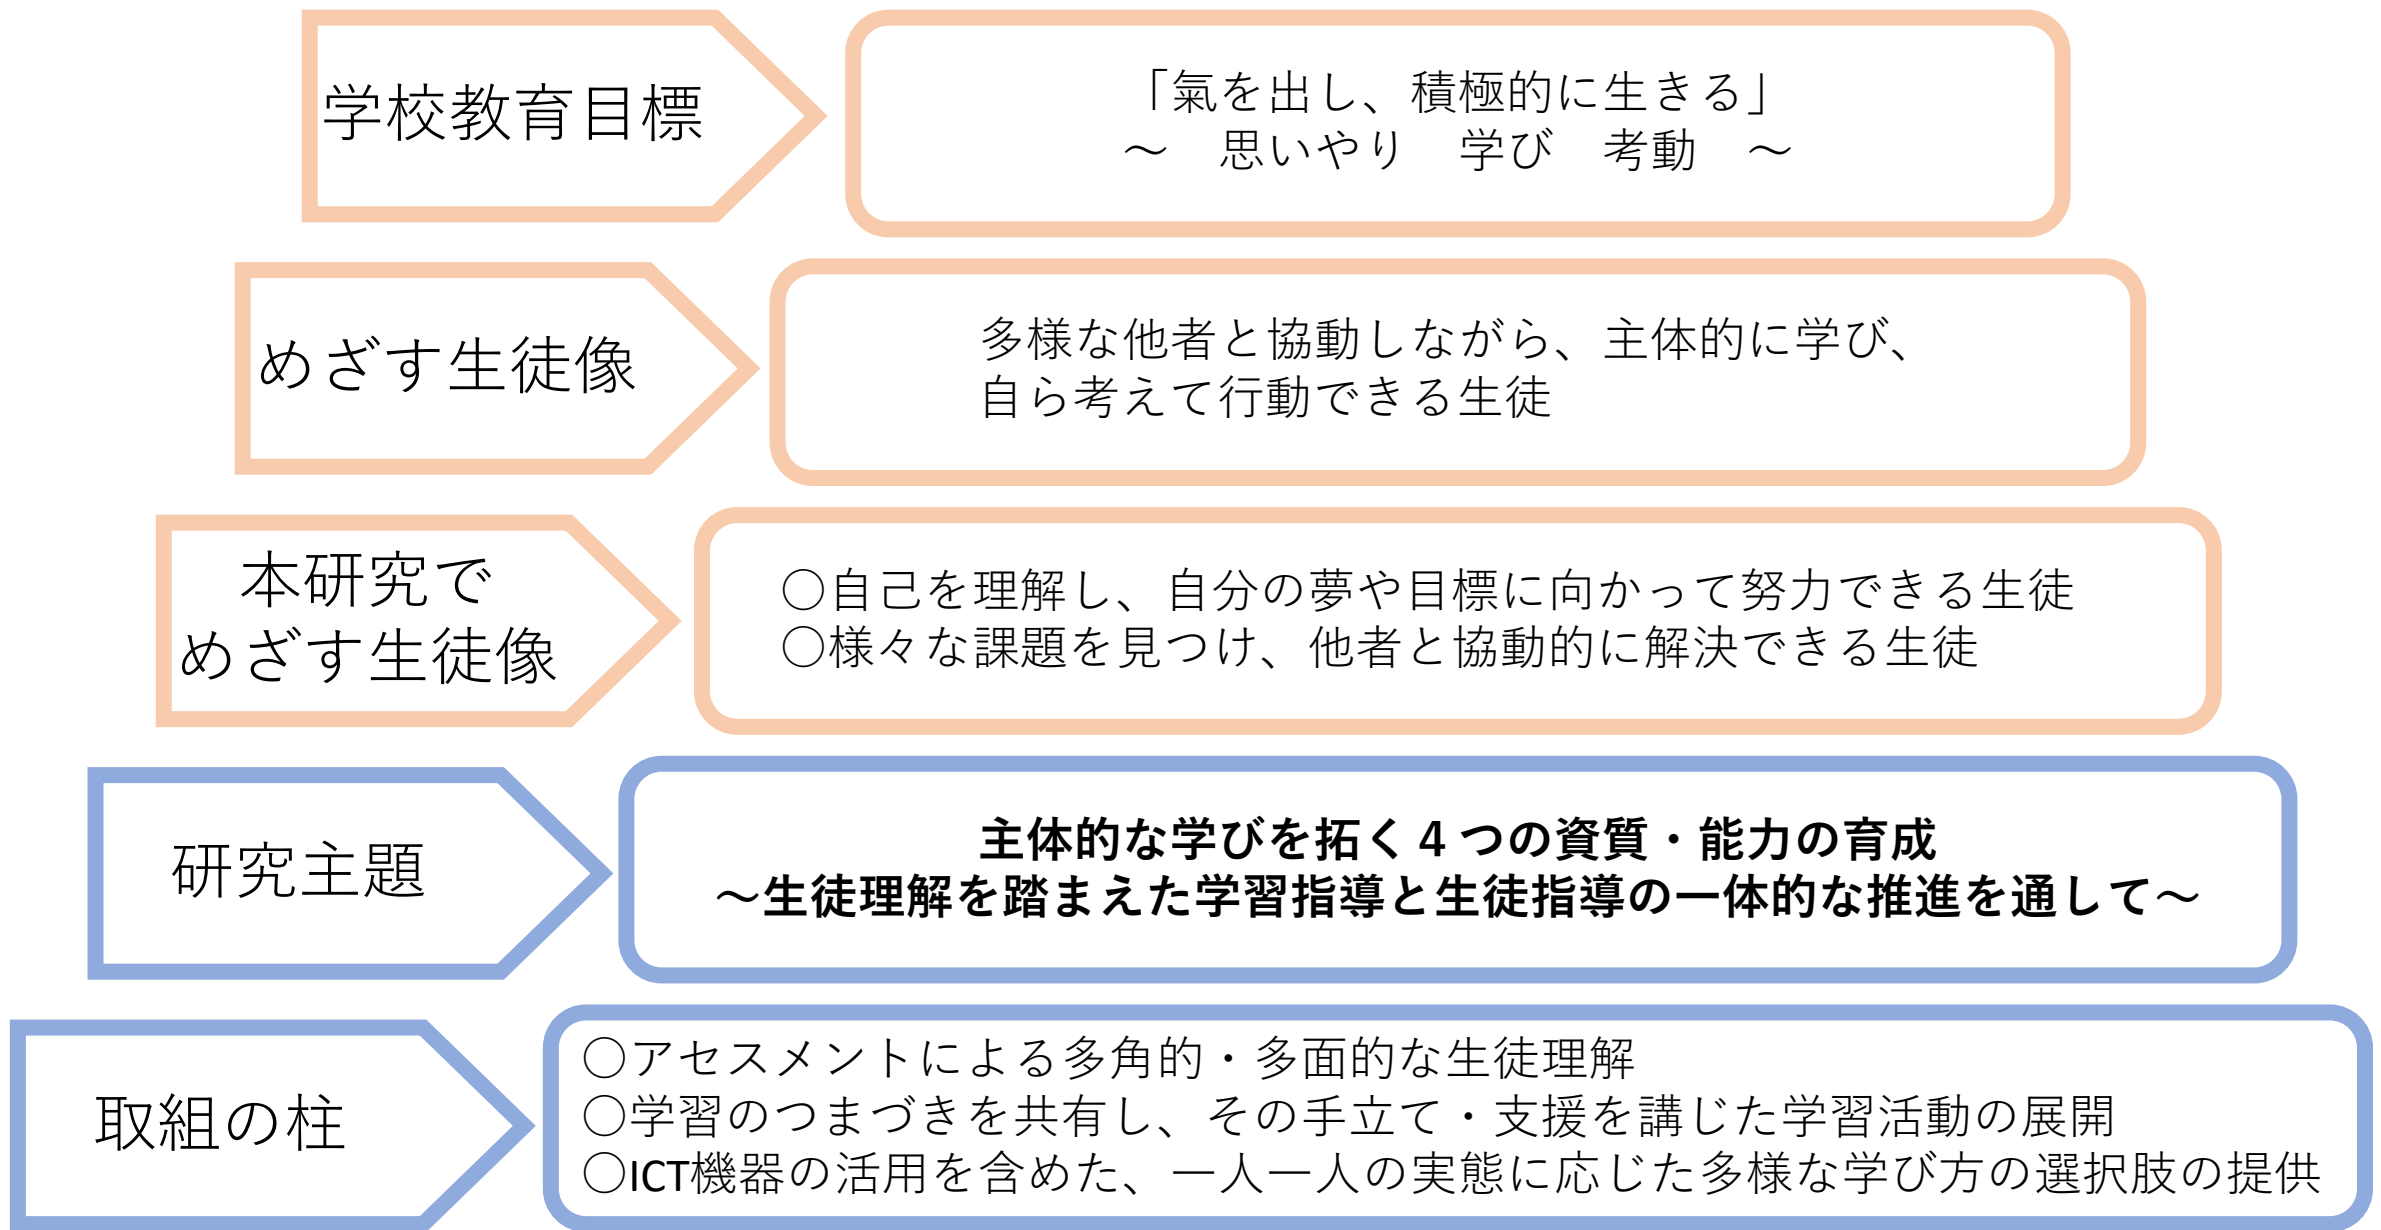 学校教育目標
「氣を出し、積極的に生きる」
～　思いやり　学び　考動　～
めざす生徒像
多様な他者と協動しながら、主体的に学び、
自ら考えて行動できる生徒
本研究で
めざす生徒像
○自己を理解し、自分の夢や目標に向かって努力できる生徒
○様々な課題を見つけ、他者と協動的に解決できる生徒
研究主題
主体的な学びを拓く４つの資質・能力の育成
～生徒理解を踏まえた学習指導と生徒指導の一体的な推進を通して～
取組の柱
○アセスメントによる多角的・多面的な生徒理解
○学習のつまづきを共有し、その手立て・支援を講じた学習活動の展開
○ICT機器の活用を含めた、一人一人の実態に応じた多様な学び方の選択肢の提供